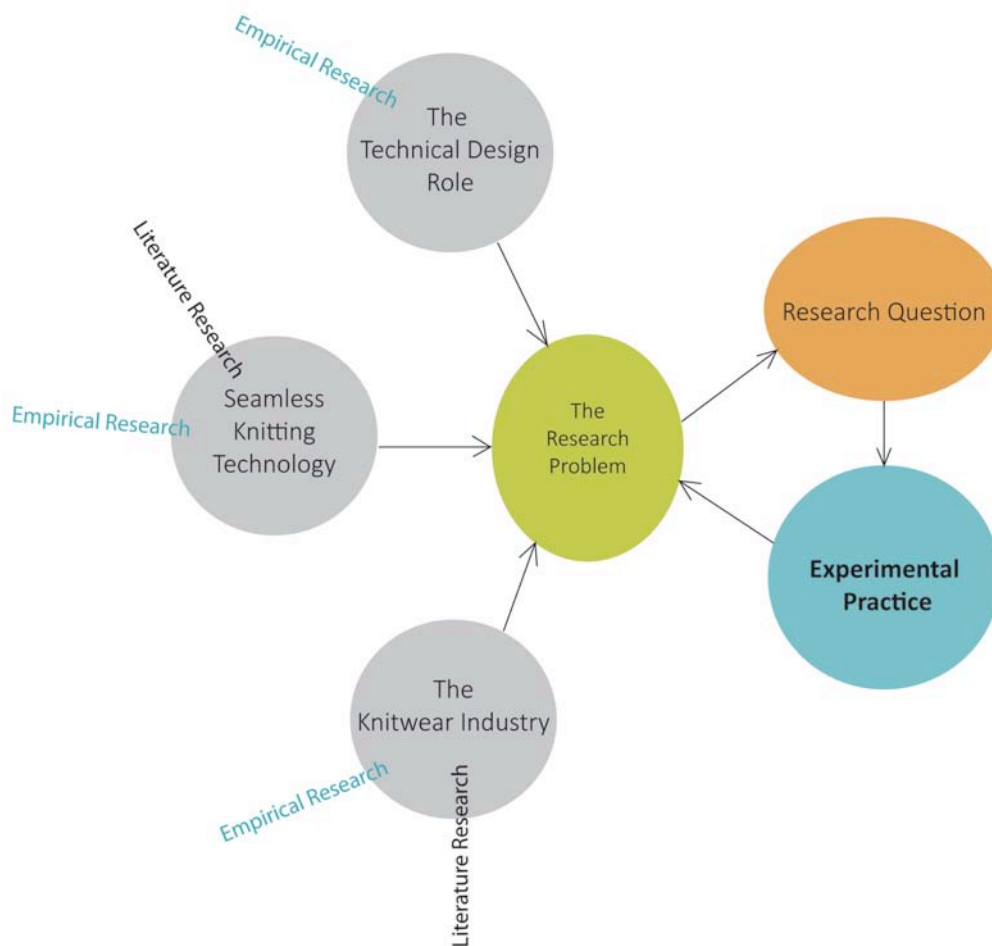 Empirical Research
The
Technical Design
Role
Literature Research
Empirical Research
Seamless
Knitting
Technology
The
Research
Problem
Research Question
Experimental
Practice
The
Knitwear Industry
Empirical Research
Literature Research